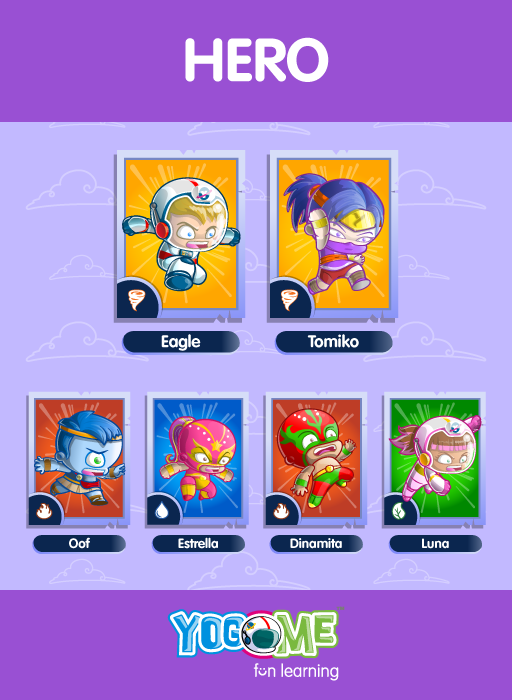 HERO
Eagle
Tomiko
Oof
Estrella
Dinamita
Luna
YOGOME
fun learning